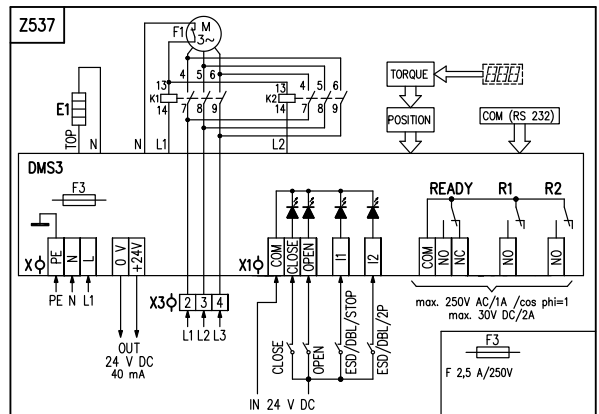 Z537
F1 M
3~
4 5 6
13
K1
14
7 8 9
13
K2
14
4 5 6
7 8 9
TORQUE
POSITION
COM (RS 232)
E1
TOP N
N L1 L2
DMS3
F3
X
PE N L 0 V +24V
PE N L1
OUT
24 V DC
40 mA
X3 2 3 4
L1 L2 L3
X1 COM CLOSE OPEN I1 I2
CLOSE
OPEN
ESD/DBL/STOP
ESD/DBL/2P
IN 24 V DC
READY R1 R2
COM NO NC NO NO
max. 250V AC/1A /cos phi=1
max. 30V DC/2A
F3
F 2,5 A/250V